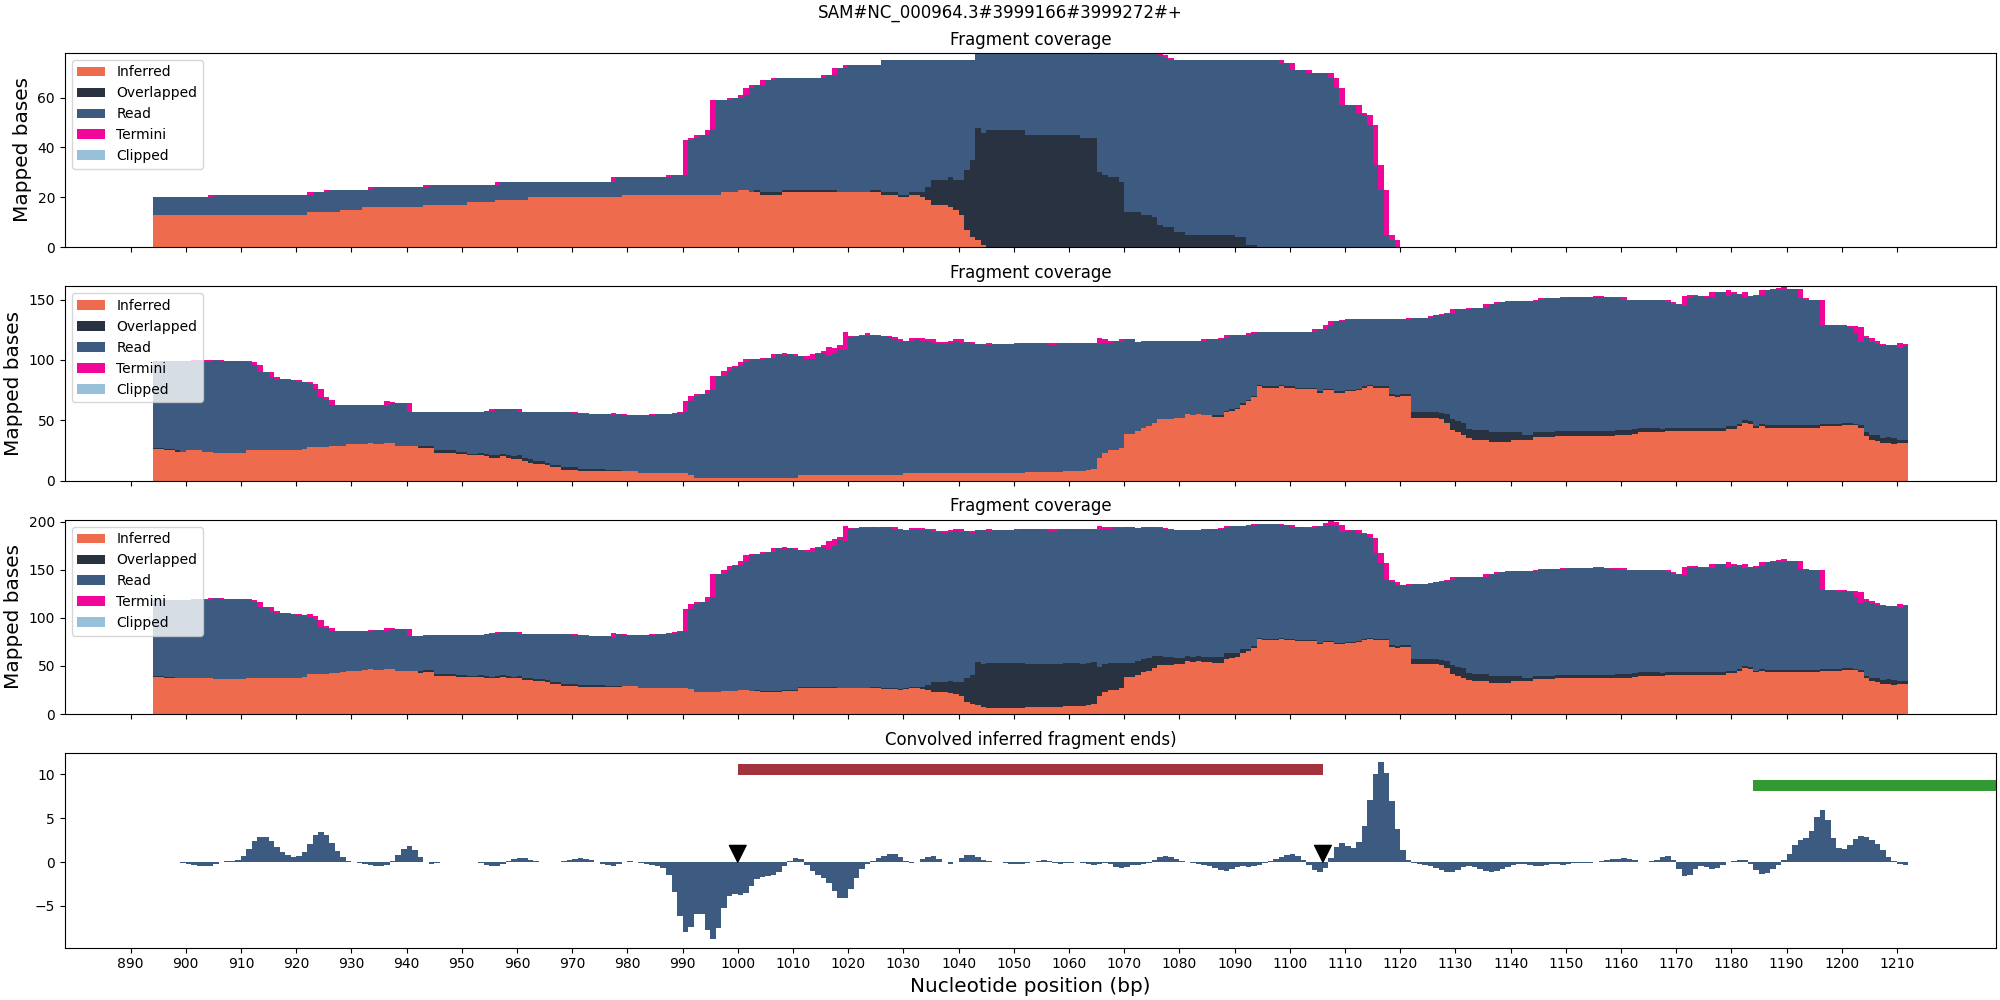 SAM#NC_000964.3#3999166#3999272#+
Fragment coverage
Mapped bases
60
40
20
0
Inferred
Overlapped
Read
Termini
Clipped
Fragment coverage
Mapped bases
150
100
50
0
Inferred
Overlapped
Read
Termini
Clipped
Fragment coverage
Mapped bases
200
150
100
50
0
Inferred
Overlapped
Read
Termini
Clipped
Convolved inferred fragment ends)
10
5
0
−5
890 900 910 920 930 940 950 960 970 980 990 1000 1010 1020 1030 1040 1050 1060 1070 1080 1090 1100 1110 1120 1130 1140 1150 1160 1170 1180 1190 1200 1210
Nucleotide position (bp)